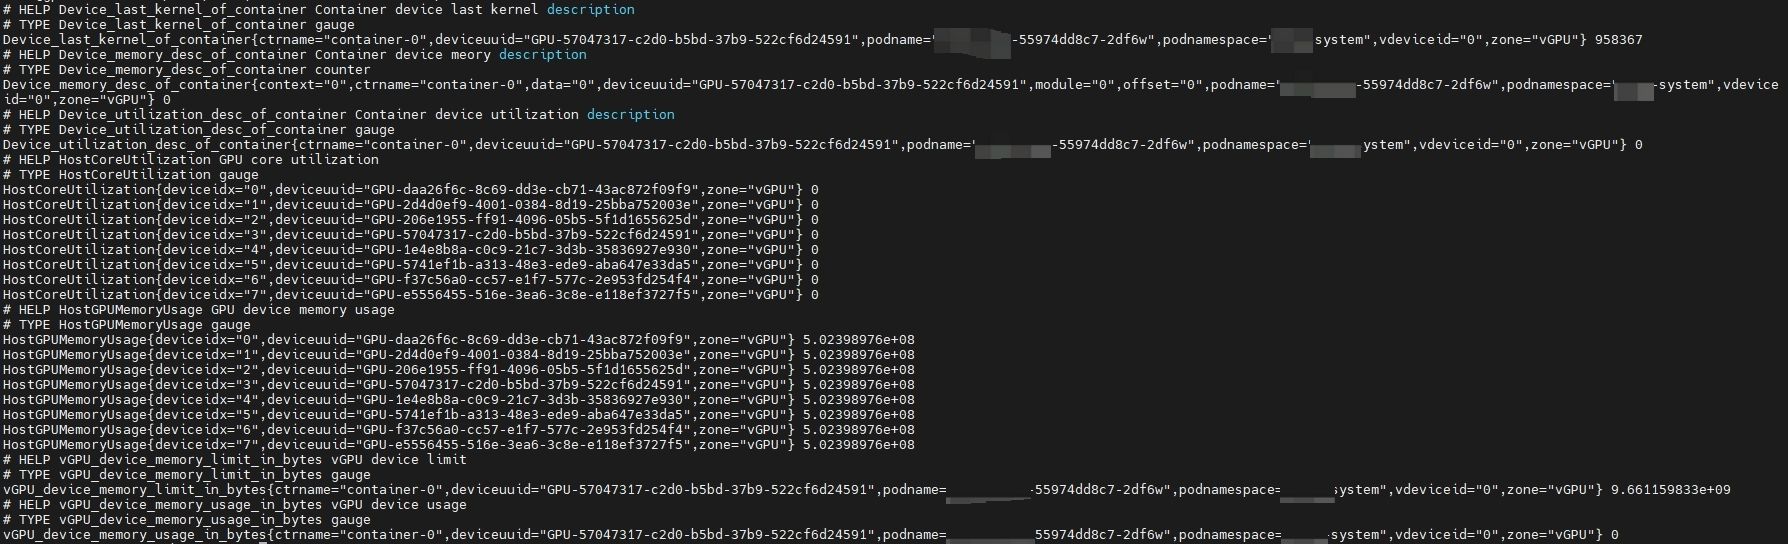 # HELP Device_last_kernel_of_container Container device last kernel description
# TYPE Device_last_kernel_of_container gauge
Device_last_kernel_of_container{ctrname="container-0",deviceuuid="GPU-57047317-c2d0-b5bd-37b9-522cf6d24591",podname="-55974dd8c7-2df6w",podnamespace="system",vdeviceid="0",zone="vGPU"} 958367
# HELP Device_memory_desc_of_container Container device meory description
# TYPE Device_memory_desc_of_container counter
Device_memory_desc_of_container{context="0",ctrname="container-0",data="0",deviceuuid="GPU-57047317-c2d0-b5bd-37b9-522cf6d24591",module="0",offset="0",podname="-55974dd8c7-2df6w",podnamespace="-system",vdevice
id="0",zone="vGPU"} 0
# HELP Device_utilization_desc_of_container Container device utilization description
# TYPE Device_utilization_desc_of_container gauge
Device_utilization_desc_of_container{ctrname="container-0",deviceuuid="GPU-57047317-c2d0-b5bd-37b9-522cf6d24591",podname="-55974dd8c7-2df6w",podnamespace="ystem",vdeviceid="0",zone="vGPU"} 0
# HELP HostCoreUtilization GPU core utilization
# TYPE HostCoreUtilization gauge
HostCoreUtilization{deviceidx="0",deviceuuid="GPU-daa26f6c-8c69-dd3e-cb71-43ac872f09f9",zone="vGPU"} 0
HostCoreUtilization{deviceidx="1",deviceuuid="GPU-2d4d0ef9-4001-0384-8d19-25bba752003e",zone="vGPU"} 0
HostCoreUtilization{deviceidx="2",deviceuuid="GPU-206e1955-ff91-4096-05b5-5f1d1655625d",zone="vGPU"} 0
HostCoreUtilization{deviceidx="3",deviceuuid="GPU-57047317-c2d0-b5bd-37b9-522cf6d24591",zone="vGPU"} 0
HostCoreUtilization{deviceidx="4",deviceuuid="GPU-1e4e8b8a-c0c9-21c7-3d3b-35836927e930",zone="vGPU"} 0
HostCoreUtilization{deviceidx="5",deviceuuid="GPU-5741ef1b-a313-48e3-ede9-aba647e33da5",zone="vGPU"} 0
HostCoreUtilization{deviceidx="6",deviceuuid="GPU-f37c56a0-cc57-e1f7-577c-2e953fd254f4",zone="vGPU"} 0
HostCoreUtilization{deviceidx="7",deviceuuid="GPU-e5556455-516e-3ea6-3c8e-e118ef3727f5",zone="vGPU"} 0
# HELP HostGPUMemoryUsage GPU device memory usage
# TYPE HostGPUMemoryUsage gauge
HostGPUMemoryUsage{deviceidx="0",deviceuuid="GPU-daa26f6c-8c69-dd3e-cb71-43ac872f09f9",zone="vGPU"} 5.02398976e+08
HostGPUMemoryUsage{deviceidx="1",deviceuuid="GPU-2d4d0ef9-4001-0384-8d19-25bba752003e",zone="vGPU"} 5.02398976e+08
HostGPUMemoryUsage{deviceidx="2",deviceuuid="GPU-206e1955-ff91-4096-05b5-5f1d1655625d",zone="vGPU"} 5.02398976e+08
HostGPUMemoryUsage{deviceidx="3",deviceuuid="GPU-57047317-c2d0-b5bd-37b9-522cf6d24591",zone="vGPU"} 5.02398976e+08
HostGPUMemoryUsage{deviceidx="4",deviceuuid="GPU-1e4e8b8a-c0c9-21c7-3d3b-35836927e930",zone="vGPU"} 5.02398976e+08
HostGPUMemoryUsage{deviceidx="5",deviceuuid="GPU-5741ef1b-a313-48e3-ede9-aba647e33da5",zone="vGPU"} 5.02398976e+08
HostGPUMemoryUsage{deviceidx="6",deviceuuid="GPU-f37c56a0-cc57-e1f7-577c-2e953fd254f4",zone="vGPU"} 5.02398976e+08
HostGPUMemoryUsage{deviceidx="7",deviceuuid="GPU-e5556455-516e-3ea6-3c8e-e118ef3727f5",zone="vGPU"} 5.02398976e+08
# HELP vGPU_device_memory_limit_in_bytes vGPU device limit
# TYPE vGPU_device_memory_limit_in_bytes gauge
vGPU_device_memory_limit_in_bytes{ctrname="container-0",deviceuuid="GPU-57047317-c2d0-b5bd-37b9-522cf6d24591",podname=-55974dd8c7-2df6w",podnamespace=system",vdeviceid="0",zone="vGPU"} 9.661159833e+09
# HELP vGPU_device_memory_usage_in_bytes vGPU device usage
# TYPE vGPU_device_memory_usage_in_bytes gauge
vGPU_device_memory_usage_in_bytes{ctrname="container-0",deviceuuid="GPU-57047317-c2d0-b5bd-37b9-522cf6d24591",podname=55974dd8c7-2df6w",podnamespace=system",vdeviceid="0",zone="vGPU"} 0